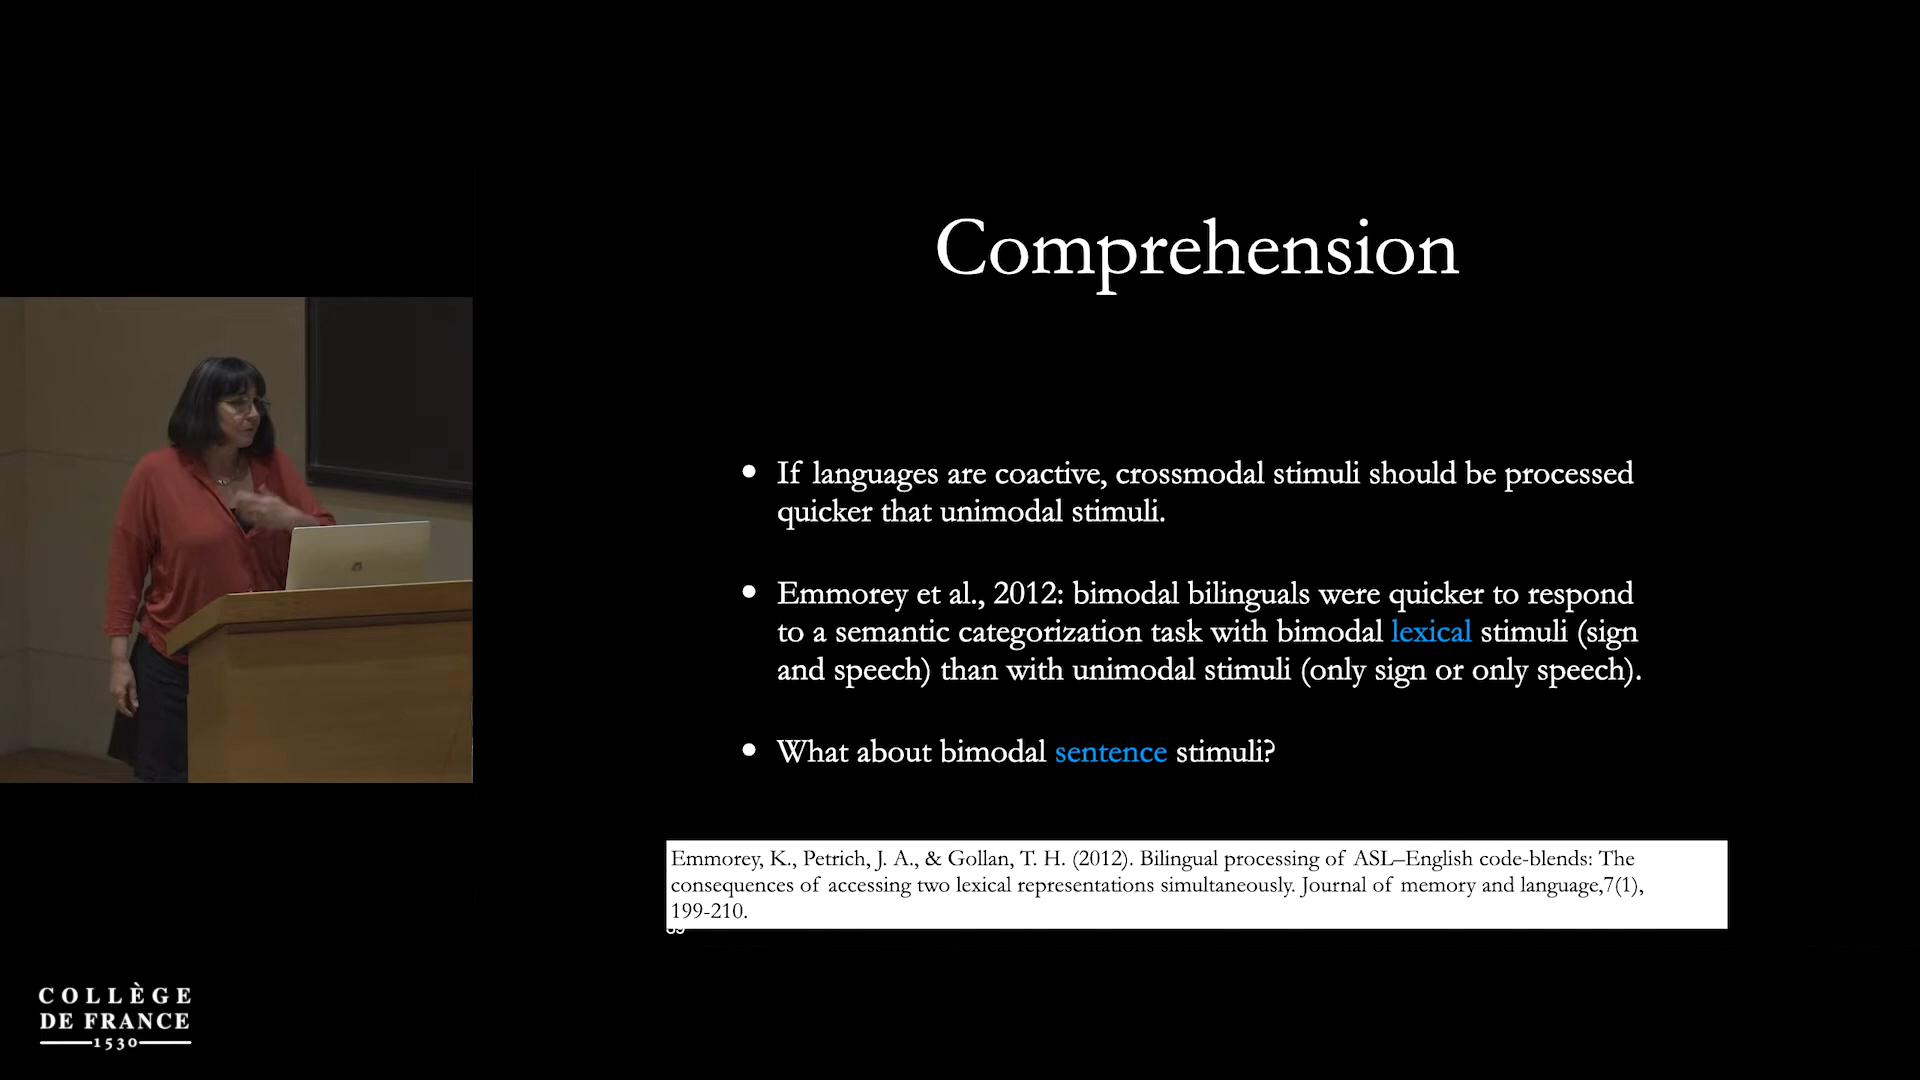 Comprehension
• If languages are coactive, crossmodal stimuli should be processed
quicker that unimodal stimuli.
• Emmorey et al., 2012: bimodal bilinguals were quicker to respond
to a semantic categorization task with bimodal lexical stimuli (sign
and speech) than with unimodal stimuli (only sign or only speech).
• What about bimodal sentence stimuli?
Emmorey, K., Petrich, J. A., & Gollan, T. H. (2012). Bilingual processing of ASL–English code-blends: The
consequences of accessing two lexical representations simultaneously. Journal of memory and language,7(1),
199-210.
COLLÈGE
DE FRANCE
1530